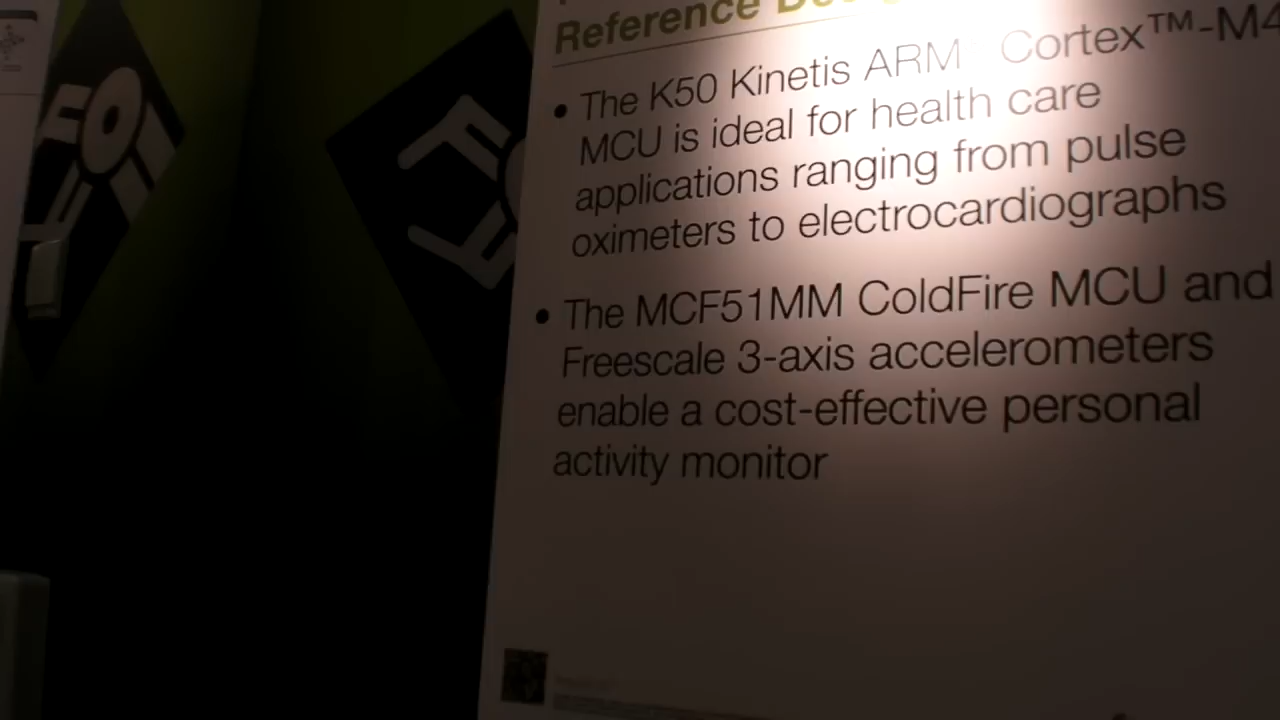 Reference
• The K50 Kinetis ARM Cortex™-M4
MCU is ideal for health care
applications ranging from pulse
oximeters to electrocardiographs
• The MCF51MM ColdFire MCU and
Freescale 3-axis accelerometers
enable a cost-effective personal
activity monitor